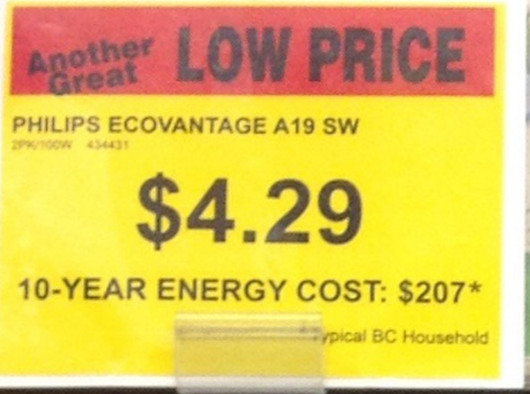 Another Great LOW PRICE
PHILIPS ECOVANTAGE A19 SW
2PK/100W 434431
$4.29
10-YEAR ENERGY COST: $207*
ypical BC Household